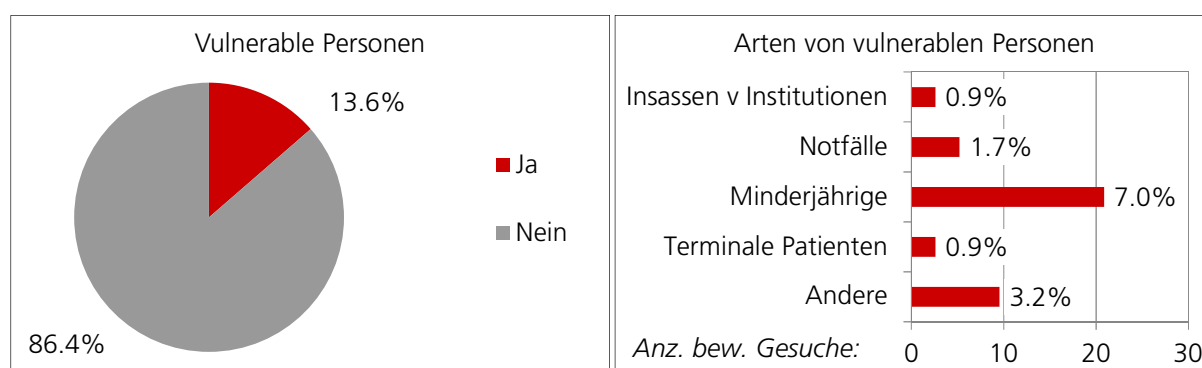 Vulnerable Personen
13.6%
Ja
Nein
86.4%
Arten von vulnerablen Personen
Insassen v Institutionen 0.9%
Notfälle 1.7%
Minderjährige 7.0%
Terminale Patienten 0.9%
Andere 3.2%
Anz. bew. Gesuche: 0 10 20 30